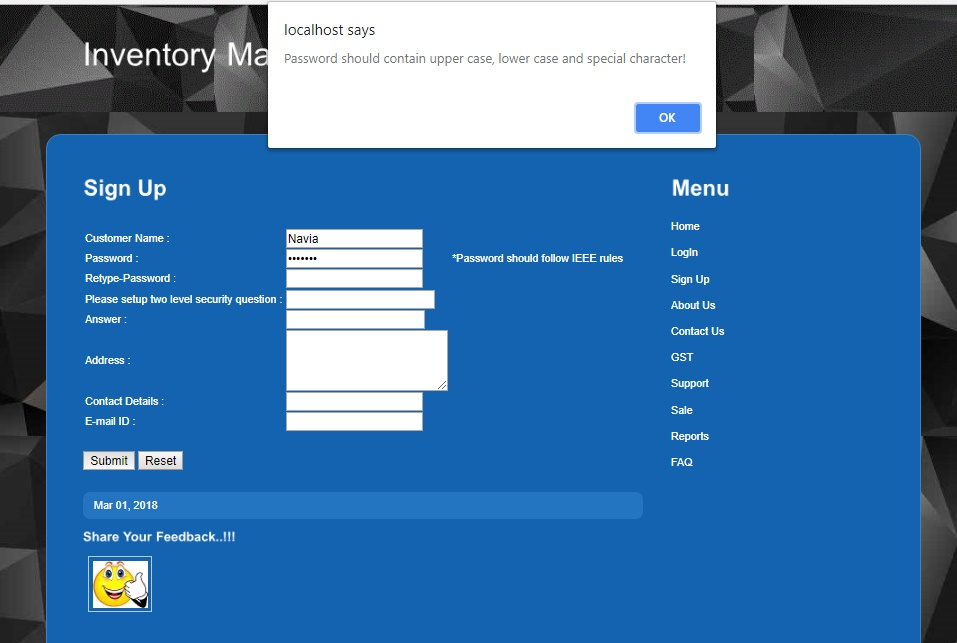 localhost says
Password should contain upper case, lower case and special character!
OK
Inventory Ma
Sign Up
Customer Name : Navia
Password : ••••••• *Password should follow IEEE rules
Retype-Password :
Please setup two level security question :
Answer :
Address :
Contact Details :
E-mail ID :
Submit Reset
Mar 01, 2018
Share Your Feedback..!!!
Menu
Home
LogIn
Sign Up
About Us
Contact Us
GST
Support
Sale
Reports
FAQ